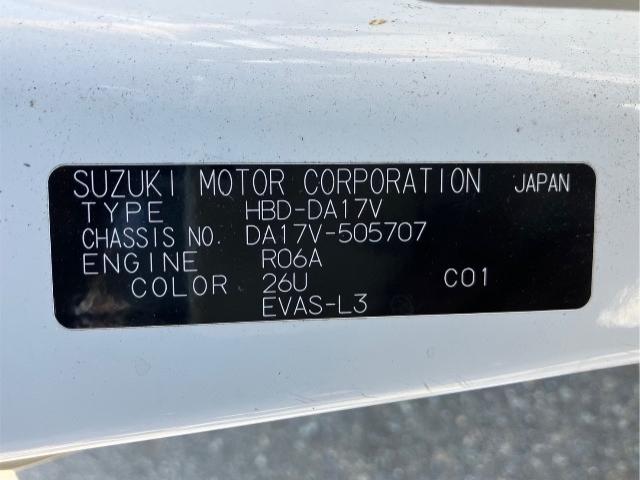 SUZUKI MOTOR CORPORATION JAPAN
TYPE HBD-DA17V
CHASSIS NO. DA17V-505707
ENGINE R06A
COLOR 26U C01
EVAS-L3